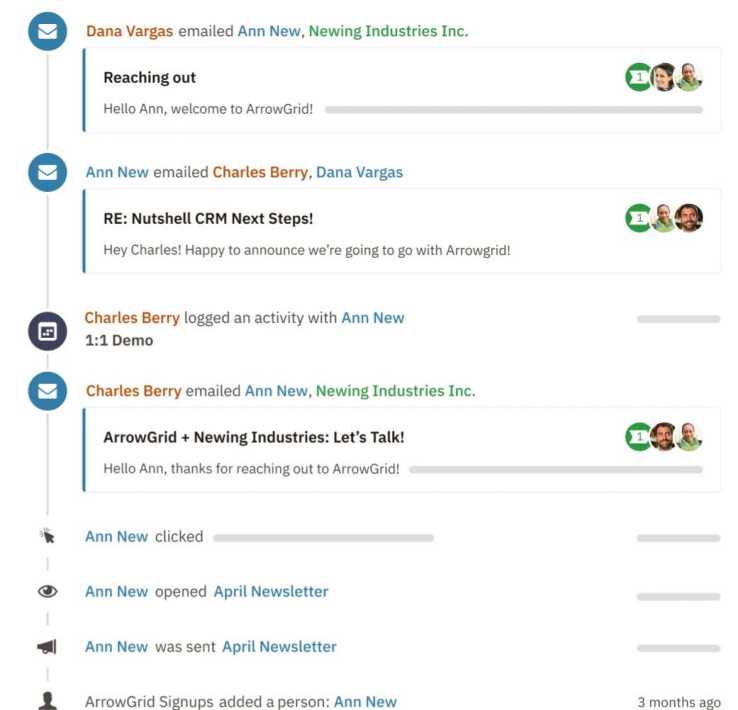 Dana Vargas emailed Ann New, Newing Industries Inc.
Reaching out
1
Hello Ann, welcome to ArrowGrid!
Ann New emailed Charles Berry, Dana Vargas
RE: Nutshell CRM Next Steps!
1
Hey Charles! Happy to announce we're going to go with Arrowgrid!
Charles Berry logged an activity with Ann New
1:1 Demo
Charles Berry emailed Ann New, Newing Industries Inc.
ArrowGrid + Newing Industries: Let's Talk!
1
Hello Ann, thanks for reaching out to ArrowGrid!
Ann New clicked
Ann New opened April Newsletter
Ann New was sent April Newsletter
ArrowGrid Signups added a person: Ann New 3 months ago